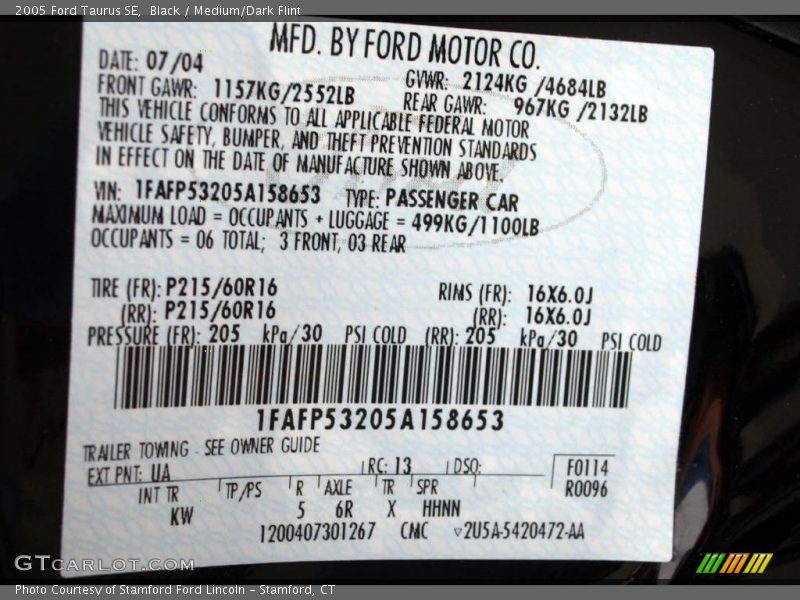 2005 Ford Taurus SE, Black / Medium/Dark Flint
MFD. BY FORD MOTOR CO.
DATE: 07/04
GVWR: 2124KG /4684LB
FRONT GAWR: 1157KG/2552LB
REAR GAWR: 967KG /2132LB
THIS VEHICLE CONFORMS TO ALL APPLICABLE FEDERAL MOTOR
VEHICLE SAFETY, BUMPER, AND THEFT PREVENTION STANDARDS
IN EFFECT ON THE DATE OF MANUFACTURE SHOWN ABOVE.
VIN: 1FAFP53205A158653 TYPE: PASSENGER CAR
MAXIMUM LOAD = OCCUPANTS + LUGGAGE = 499KG/1100LB
OCCUPANTS = 06 TOTAL; 3 FRONT, 03 REAR
TIRE (FR): P215/60R16 RIMS (FR): 16X6.0J
(RR): P215/60R16 (RR): 16X6.0J
PRESSURE (FR): 205 kPa/30 PSI COLD (RR): 205 kPa/30 PSI COLD
1FAFP53205A158653
TRAILER TOWING - SEE OWNER GUIDE
EXT PNT: UA RC: 13 DSO: F0114
R0096
INT TR TP/PS R AXLE TR SPR
KW 5 6R X HHNN
1200407301267 CMC ▿2U5A-5420472-AA
GTCARLOT.COM
Photo Courtesy of Stamford Ford Lincoln - Stamford, CT